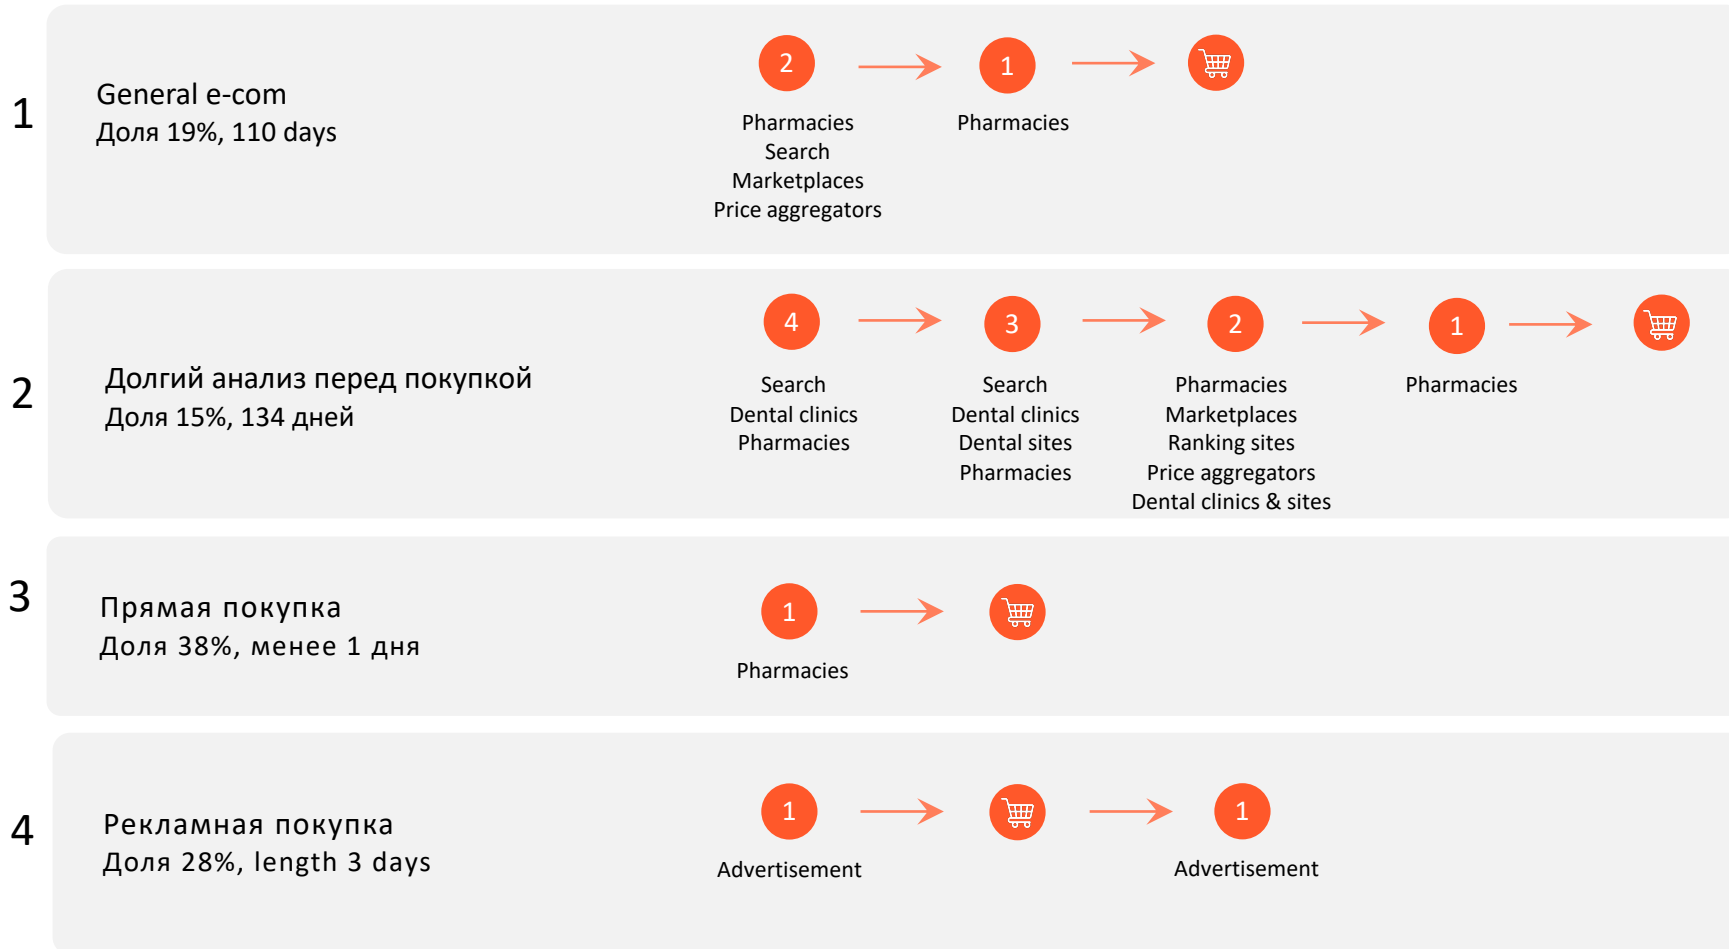 1
General e-com
Доля 19%, 110 days
2
1
Pharmacies
Search
Marketplaces
Price aggregators
Pharmacies
2
Долгий анализ перед покупкой
Доля 15%, 134 дней
4
3
2
1
Search
Dental clinics
Pharmacies
Search
Dental clinics
Dental sites
Pharmacies
Pharmacies
Marketplaces
Ranking sites
Price aggregators
Dental clinics & sites
Pharmacies
3
Прямая покупка
Доля 38%, менее 1 дня
1
Pharmacies
4
Рекламная покупка
Доля 28%, length 3 days
1
1
Advertisement
Advertisement